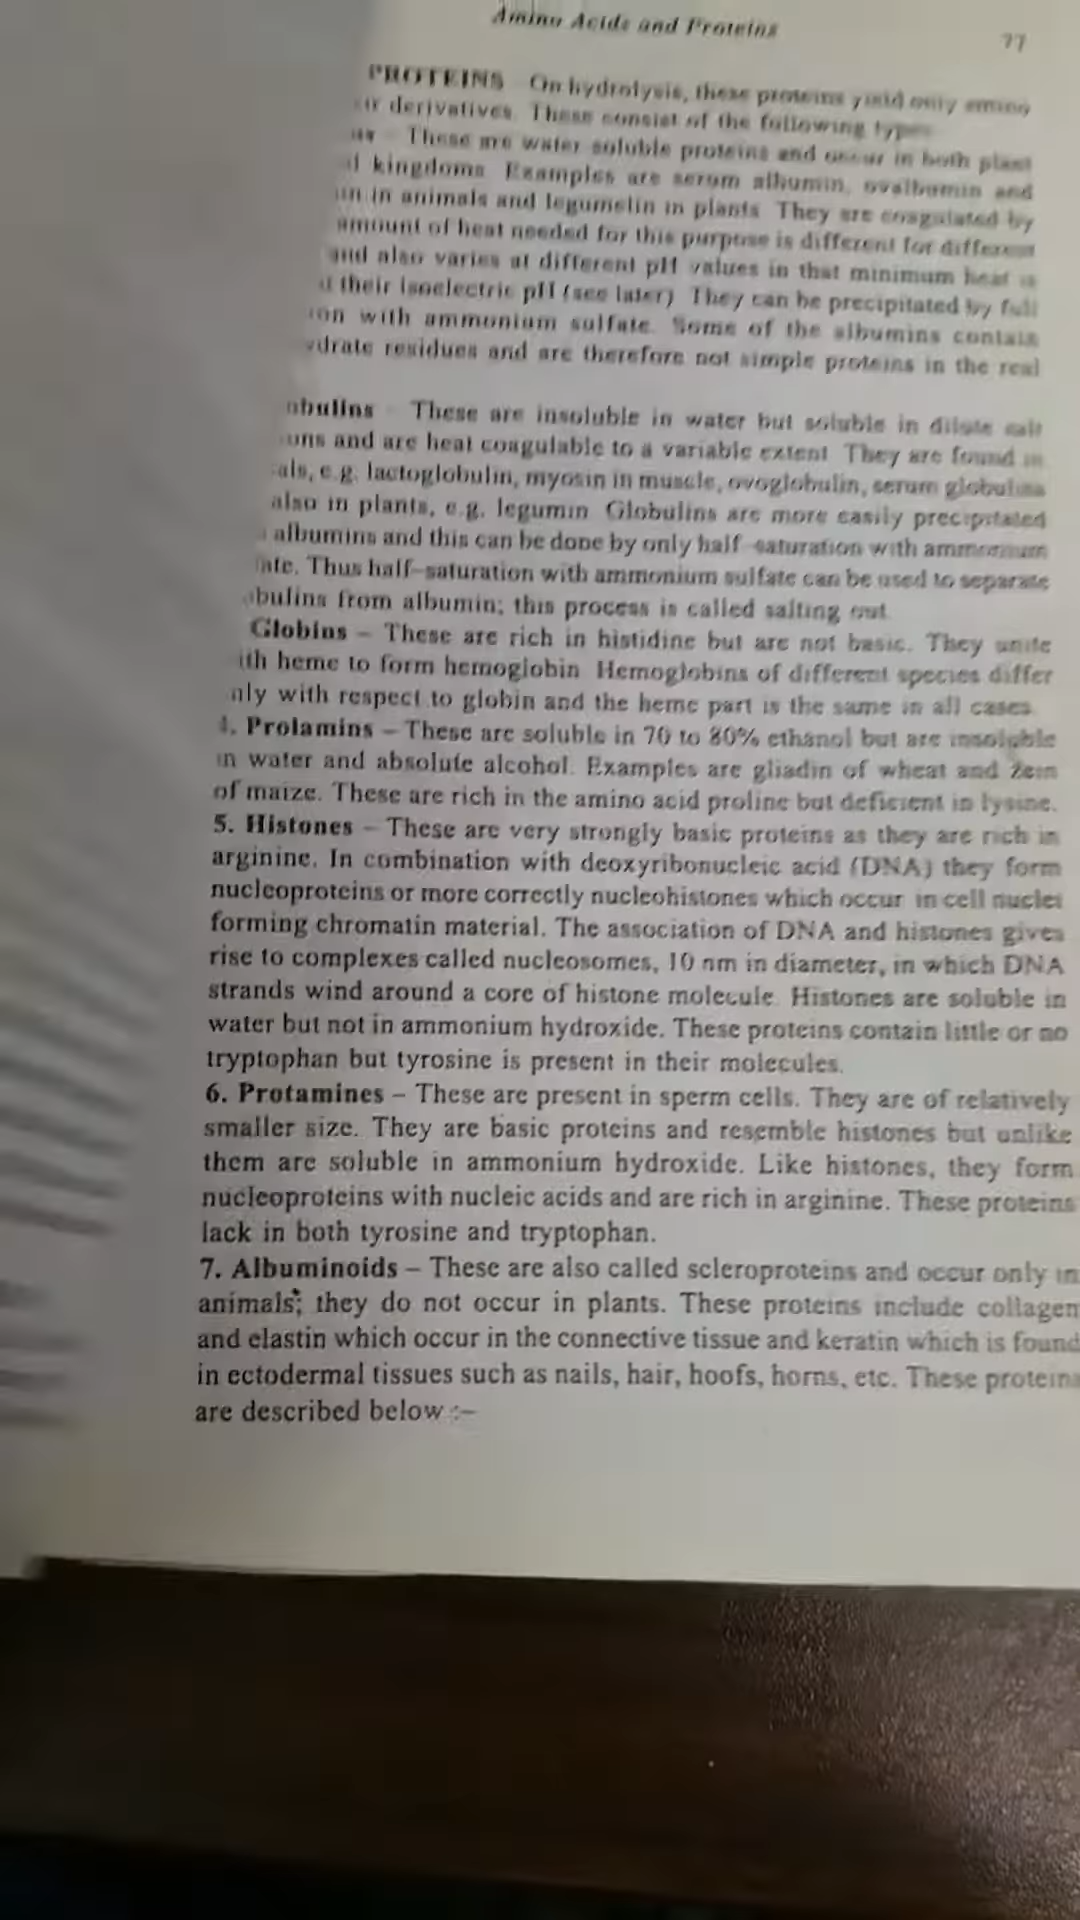 Amino Acids and Proteins
77
PROTEINS On hydrolysis, these proteins yield only amino
derivatives. These consist of the following types
These are water soluble proteins and occur in both plant
kingdoms. Examples are serum albumin, ovalbumin and
in animals and legumelin in plants. They are coagulated by
amount of heat needed for this purpose is different for different
and also varies at different pH values in that minimum heat is
their isoelectric pH (see later). They can be precipitated by full
with ammonium sulfate. Some of the albumins contain
residues and are therefore not simple proteins in the real
These are insoluble in water but soluble in dilute salt
and are heat coagulable to a variable extent. They are found in
e.g. lactoglobulin, myosin in muscle, ovoglobulin, serum globulins
also in plants, e.g. legumin. Globulins are more easily precipitated
albumins and this can be done by only half-saturation with ammonium
Thus half-saturation with ammonium sulfate can be used to separate
from albumin; this process is called salting out.
Globins – These are rich in histidine but are not basic. They unite
heme to form hemoglobin. Hemoglobins of different species differ
with respect to globin and the heme part is the same in all cases.
4. Prolamins – These are soluble in 70 to 80% ethanol but are insoluble
in water and absolute alcohol. Examples are gliadin of wheat and zein
of maize. These are rich in the amino acid proline but deficient in lysine.
5. Histones – These are very strongly basic proteins as they are rich in
arginine. In combination with deoxyribonucleic acid (DNA) they form
nucleoproteins or more correctly nucleohistones which occur in cell nuclei
forming chromatin material. The association of DNA and histones gives
rise to complexes called nucleosomes, 10 nm in diameter, in which DNA
strands wind around a core of histone molecule. Histones are soluble in
water but not in ammonium hydroxide. These proteins contain little or no
tryptophan but tyrosine is present in their molecules.
6. Protamines – These are present in sperm cells. They are of relatively
smaller size. They are basic proteins and resemble histones but unlike
them are soluble in ammonium hydroxide. Like histones, they form
nucleoproteins with nucleic acids and are rich in arginine. These proteins
lack in both tyrosine and tryptophan.
7. Albuminoids – These are also called scleroproteins and occur only in
animals; they do not occur in plants. These proteins include collagen
and elastin which occur in the connective tissue and keratin which is found
in ectodermal tissues such as nails, hair, hoofs, horns, etc. These proteins
are described below :–